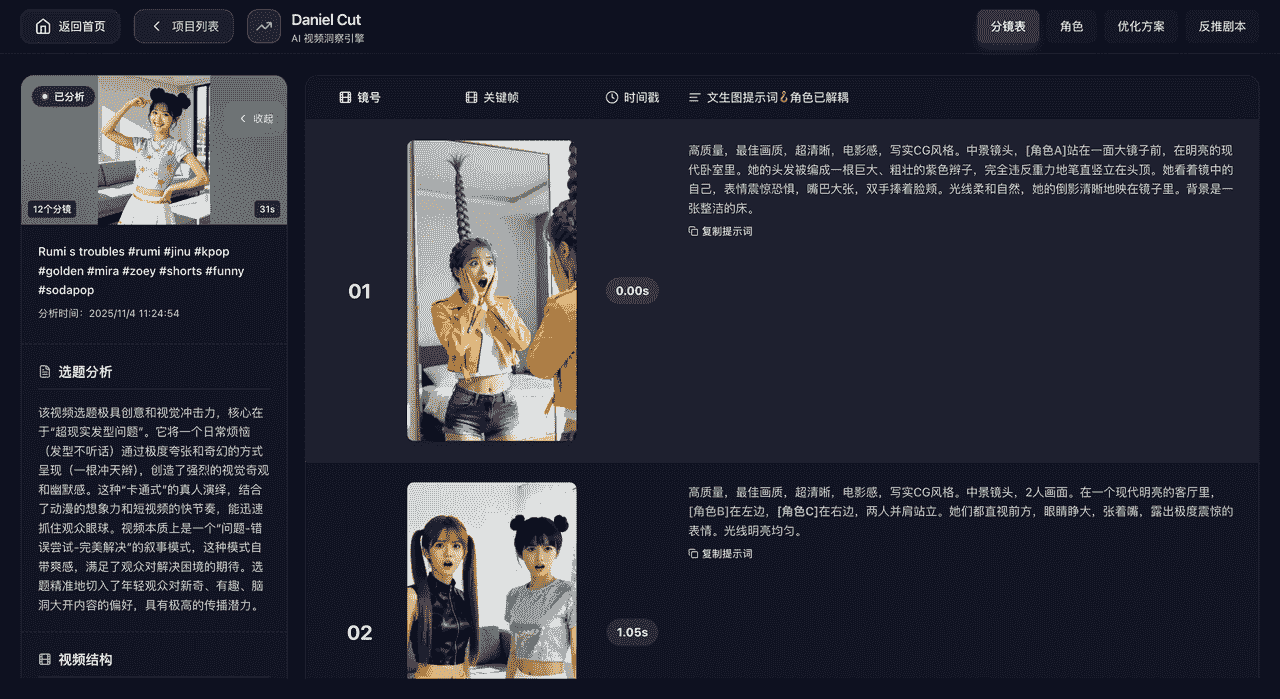 返回首页
项目列表
Daniel Cut
AI 视频洞察引擎
分镜表
角色
优化方案
反推剧本
已分析
收起
12个分镜
31s
Rumi s troubles #rumi #jinu #kpop
#golden #mira #zoey #shorts #funny
#sodapop
分析时间：2025/11/4 11:24:54
选题分析
该视频选题极具创意和视觉冲击力，核心在
于“超现实发型问题”。它将一个日常烦恼
（发型不听话）通过极度夸张和奇幻的方式
呈现（一根冲天辫），创造了强烈的视觉奇观
和幽默感。这种“卡通式”的真人演绎，结合
了动漫的想象力和短视频的快节奏，能迅速
抓住观众眼球。视频本质上是一个“问题-错
误尝试-完美解决”的叙事模式，这种模式自
带爽感，满足了观众对解决困境的期待。选
题精准地切入了年轻观众对新奇、有趣、脑
洞大开内容的偏好，具有极高的传播潜力。
视频结构
镜号
关键帧
时间戳
文生图提示词🪝角色已解耦
01
0.00s
高质量，最佳画质，超清晰，电影感，写实CG风格。中景镜头，[角色A]站在一面大镜子前，在明亮的现
代卧室里。她的头发被编成一根巨大、粗壮的紫色辫子，完全违反重力地笔直竖立在头顶。她看着镜中的
自己，表情震惊恐惧，嘴巴大张，双手捧着脸颊。光线柔和自然，她的倒影清晰地映在镜子里。背景是一
张整洁的床。
复制提示词
02
1.05s
高质量，最佳画质，超清晰，电影感，写实CG风格。中景镜头，2人画面。在一个现代明亮的客厅里，
[角色B]在左边，[角色C]在右边，两人并肩站立。她们都直视前方，眼睛睁大，张着嘴，露出极度震惊的
表情。光线明亮均匀。
复制提示词